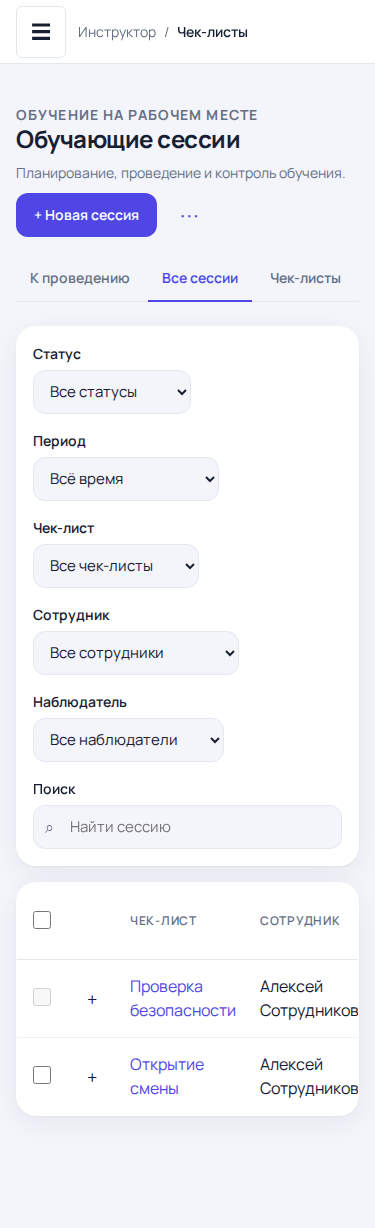 Инструктор / Чек-листы
ОБУЧЕНИЕ НА РАБОЧЕМ МЕСТЕ
Обучающие сессии
Планирование, проведение и контроль обучения.
+ Новая сессия ...
К проведению Все сессии Чек-листы
Статус
Все статусы
Период
Всё время
Чек-лист
Все чек-листы
Сотрудник
Все сотрудники
Наблюдатель
Все наблюдатели
Поиск
Найти сессию
ЧЕК-ЛИСТ СОТРУДНИК
+ Проверка безопасности Алексей Сотрудников
+ Открытие смены Алексей Сотрудников